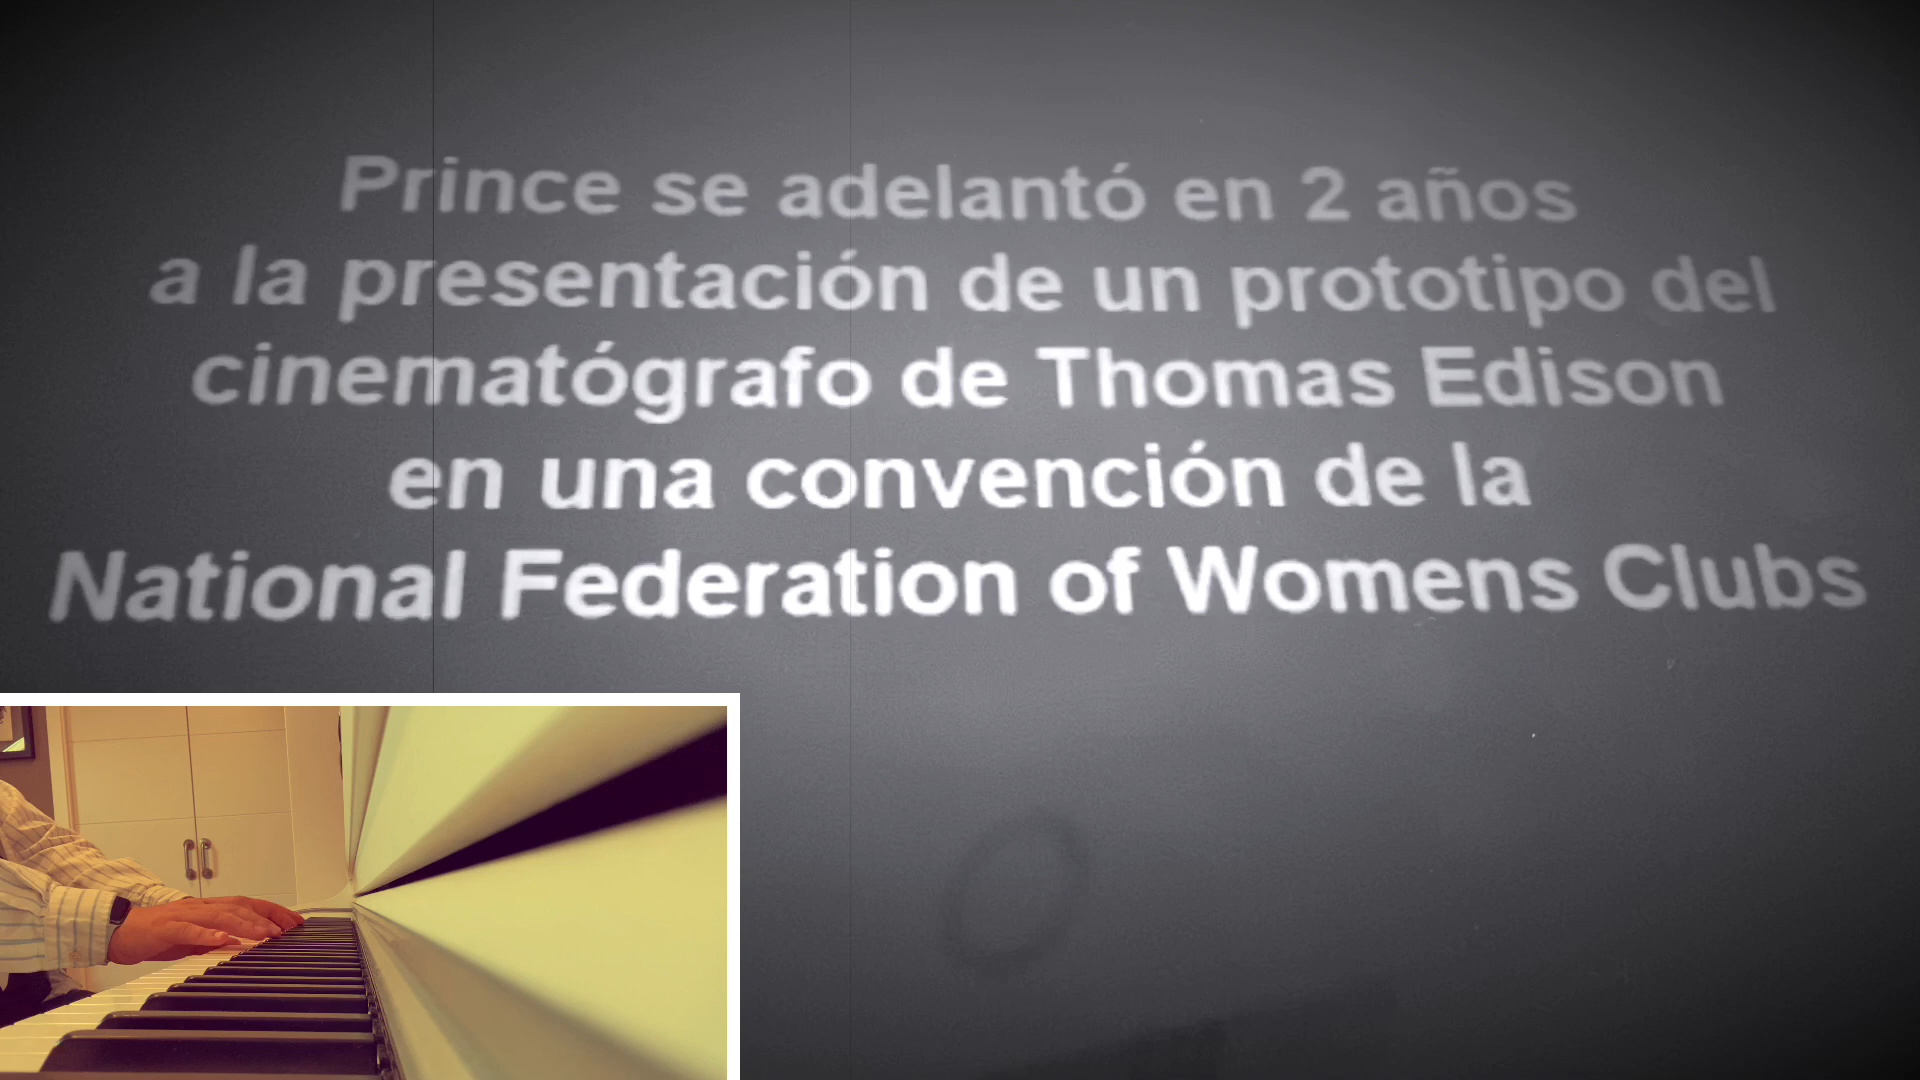 Prince se adelantó en 2 años
a la presentación de un prototipo del
cinematógrafo de Thomas Edison
en una convención de la
National Federation of Womens Clubs